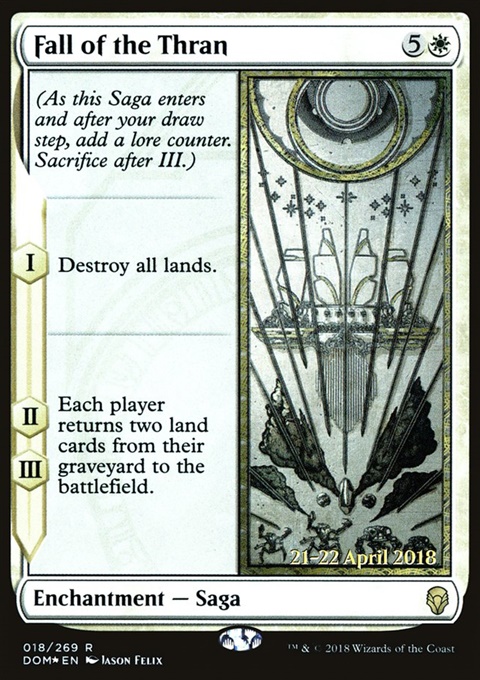 Fall of the Thran 5
(As this Saga enters
and after your draw
step, add a lore counter.
Sacrifice after III.)
I
Destroy all lands.
II
III
Each player
returns two land
cards from their
graveyard to the
battlefield.
21–22 April 2018
Enchantment — Saga
018/269 R
DOM★EN Jason Felix
™ & © 2018 Wizards of the Coast